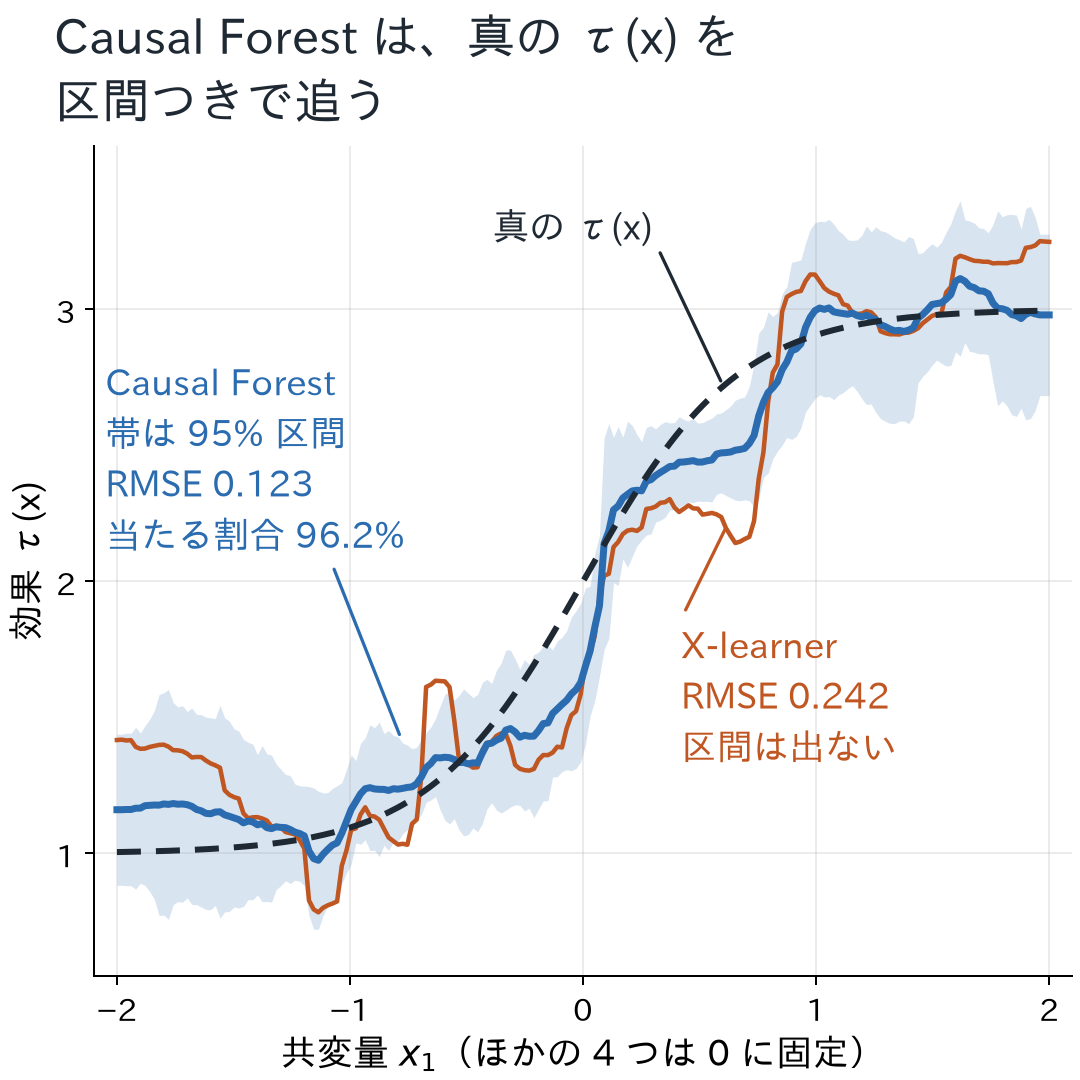 Causal Forest は、真の τ(x) を
区間つきで追う
真の τ(x)
Causal Forest
帯は 95% 区間
RMSE 0.123
当たる割合 96.2%
X-learner
RMSE 0.242
区間は出ない
効果 τ(x)
3
2
1
−2
−1
0
1
2
共変量 x₁（ほかの 4 つは 0 に固定）